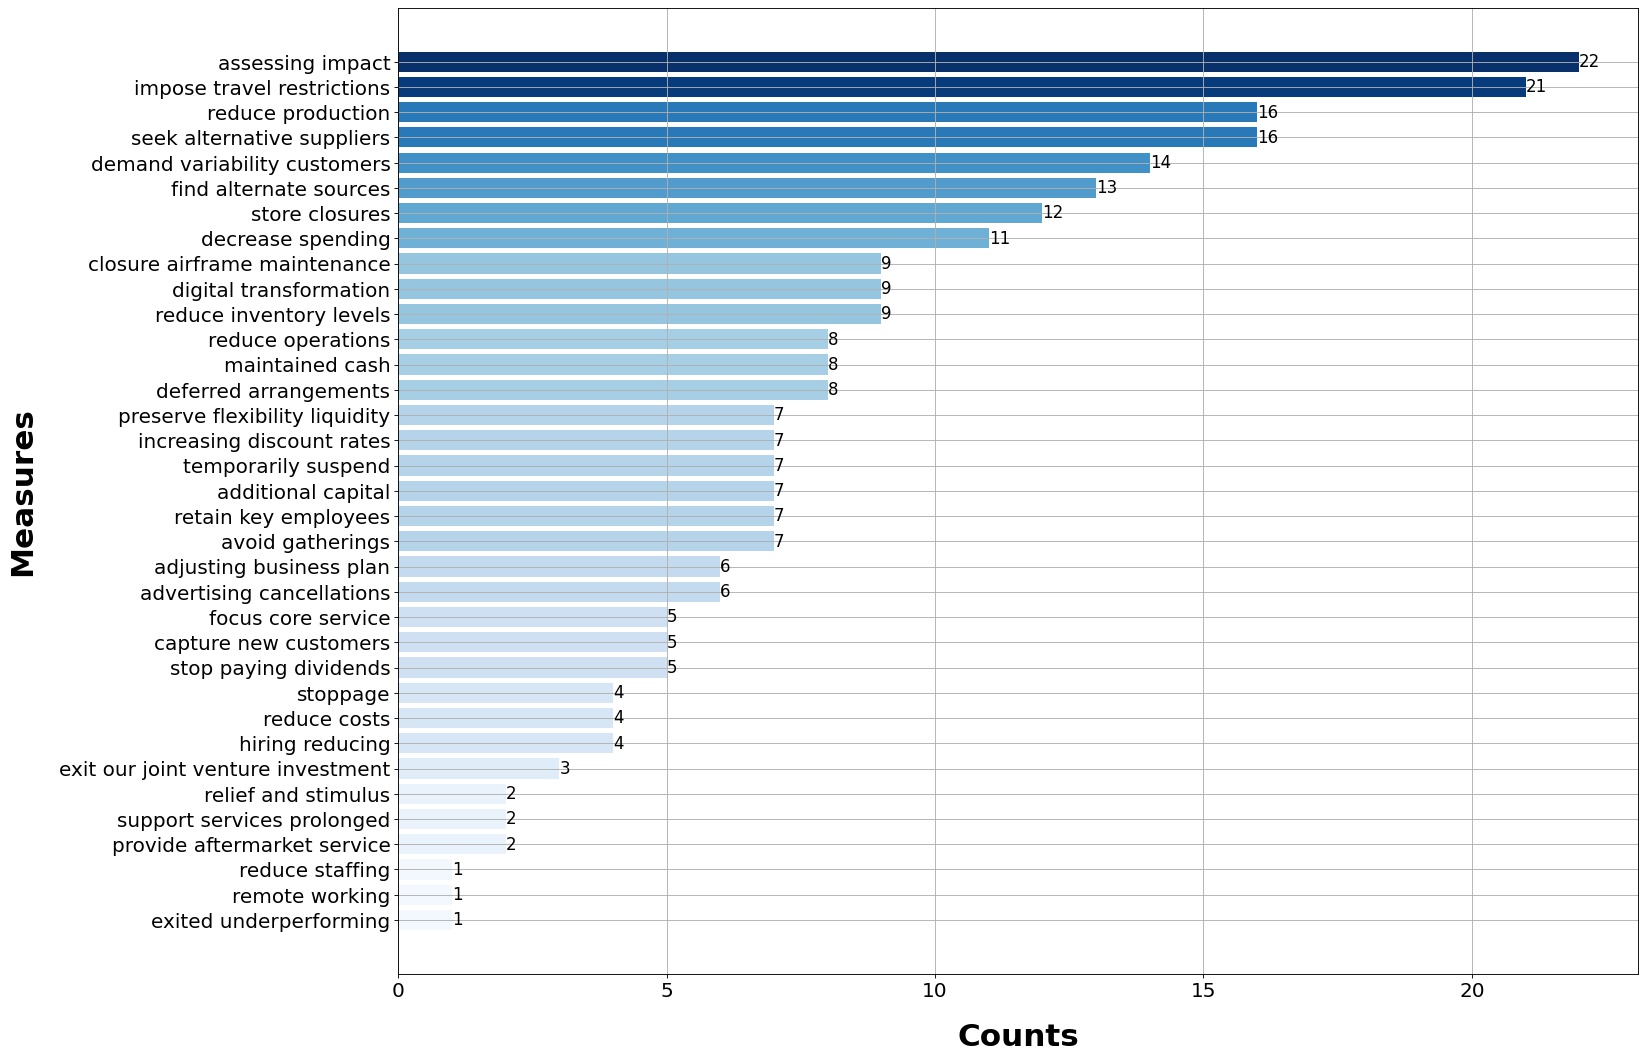 assessing impact 22
impose travel restrictions 21
reduce production 16
seek alternative suppliers 16
demand variability customers 14
find alternate sources 13
store closures 12
decrease spending 11
closure airframe maintenance 9
digital transformation 9
reduce inventory levels 9
reduce operations 8
maintained cash 8
deferred arrangements 8
preserve flexibility liquidity 7
increasing discount rates 7
temporarily suspend 7
additional capital 7
retain key employees 7
avoid gatherings 7
adjusting business plan 6
advertising cancellations 6
focus core service 5
capture new customers 5
stop paying dividends 5
stoppage 4
reduce costs 4
hiring reducing 4
exit our joint venture investment 3
relief and stimulus 2
support services prolonged 2
provide aftermarket service 2
reduce staffing 1
remote working 1
exited underperforming 1
Measures
0 5 10 15 20
Counts